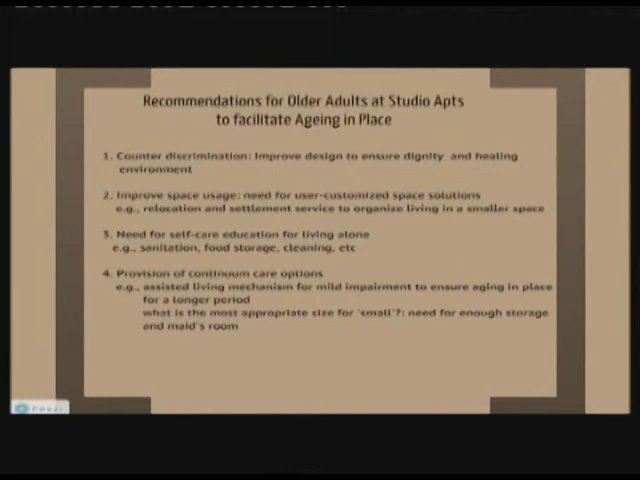 Recommendations for Older Adults at Studio Apts
to facilitate Ageing in Place
1. Counter discrimination: Improve design to ensure dignity and healing
environment
2. Improve space usage: need for user-customized space solutions
e.g., relocation and settlement service to organize living in a smaller space
3. Need for self-care education for living alone
e.g., sanitation, food storage, cleaning, etc
4. Provision of continuum care options
e.g., assisted living mechanism for mild impairment to ensure aging in place
for a longer period
what is the most appropriate size for 'small'?: need for enough storage
and maid's room